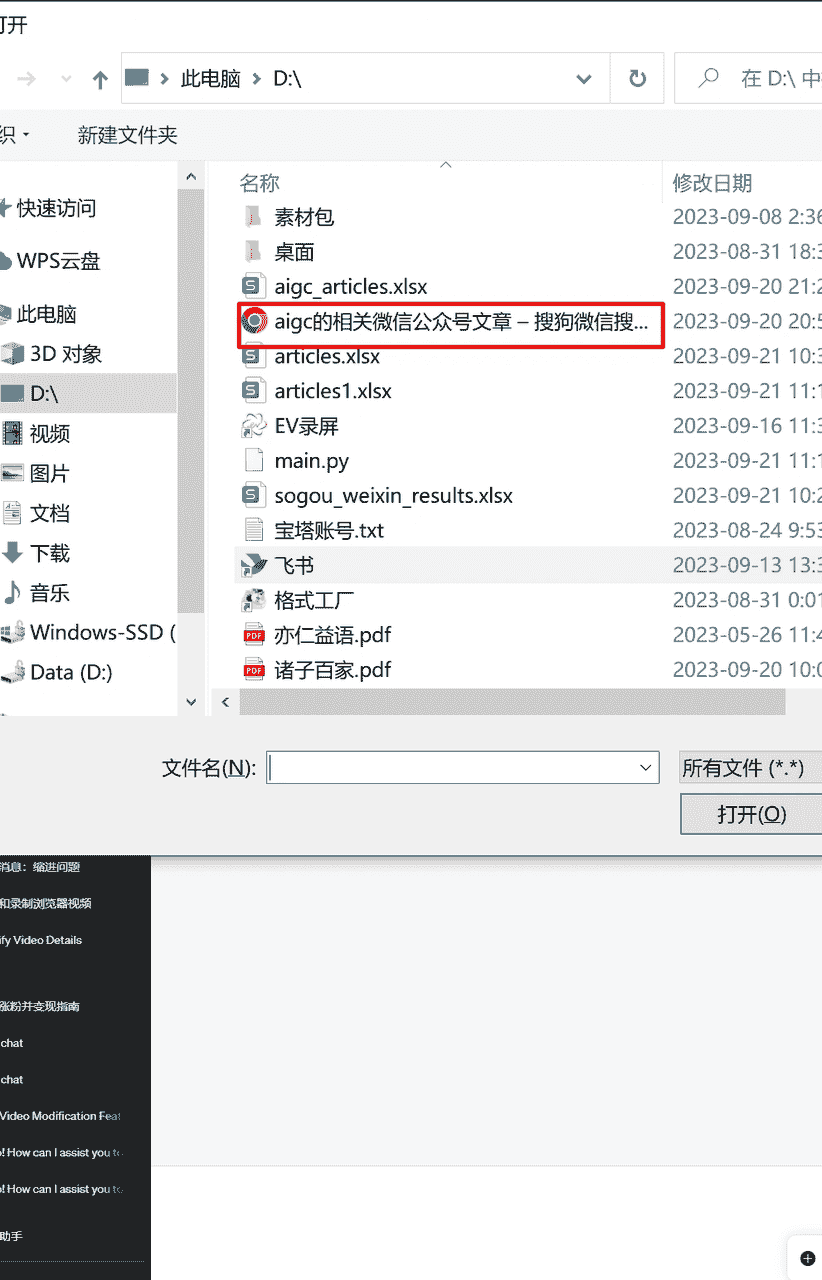 打开
此电脑 D:\
在 D:\ 中
织
新建文件夹
名称 修改日期
快速访问
WPS云盘
此电脑
3D 对象
D:\
视频
图片
文档
下载
音乐
Windows-SSD (
Data (D:)
素材包 2023-09-08 2:36
桌面 2023-08-31 18:3
aigc_articles.xlsx 2023-09-20 21:2
aigc的相关微信公众号文章 – 搜狗微信搜... 2023-09-20 20:5
articles.xlsx 2023-09-21 10:3
articles1.xlsx 2023-09-21 11:1
EV录屏 2023-09-16 11:3
main.py 2023-09-21 11:1
sogou_weixin_results.xlsx 2023-09-21 10:2
宝塔账号.txt 2023-08-24 9:53
飞书 2023-09-13 13:3
格式工厂 2023-08-31 0:01
亦仁益语.pdf 2023-05-26 11:4
诸子百家.pdf 2023-09-20 10:0
文件名(N):
所有文件 (*.*)
打开(O)
消息：缩进问题
和录制浏览器视频
ify Video Details
涨粉并变现指南
chat
chat
Video Modification Feat
o! How can I assist you to
o! How can I assist you to
助手